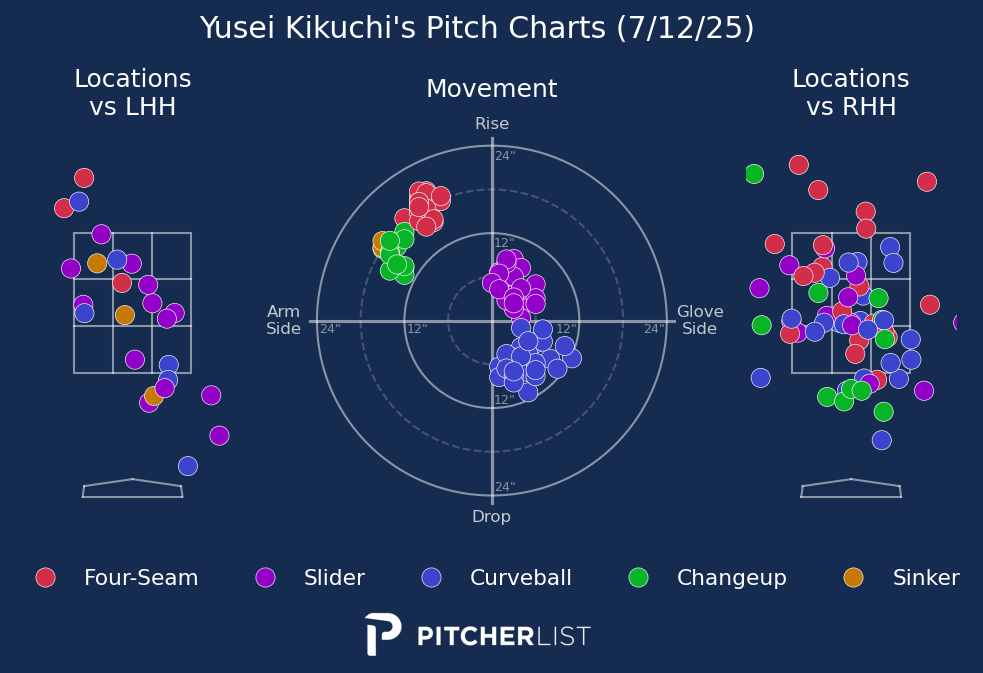 Yusei Kikuchi's Pitch Charts (7/12/25)
Locations
vs LHH
Movement
Locations
vs RHH
Rise
24"
12"
Arm
Side
24"
12"
12"
24"
Glove
Side
12"
24"
Drop
Four-Seam
Slider
Curveball
Changeup
Sinker
PITCHERLIST